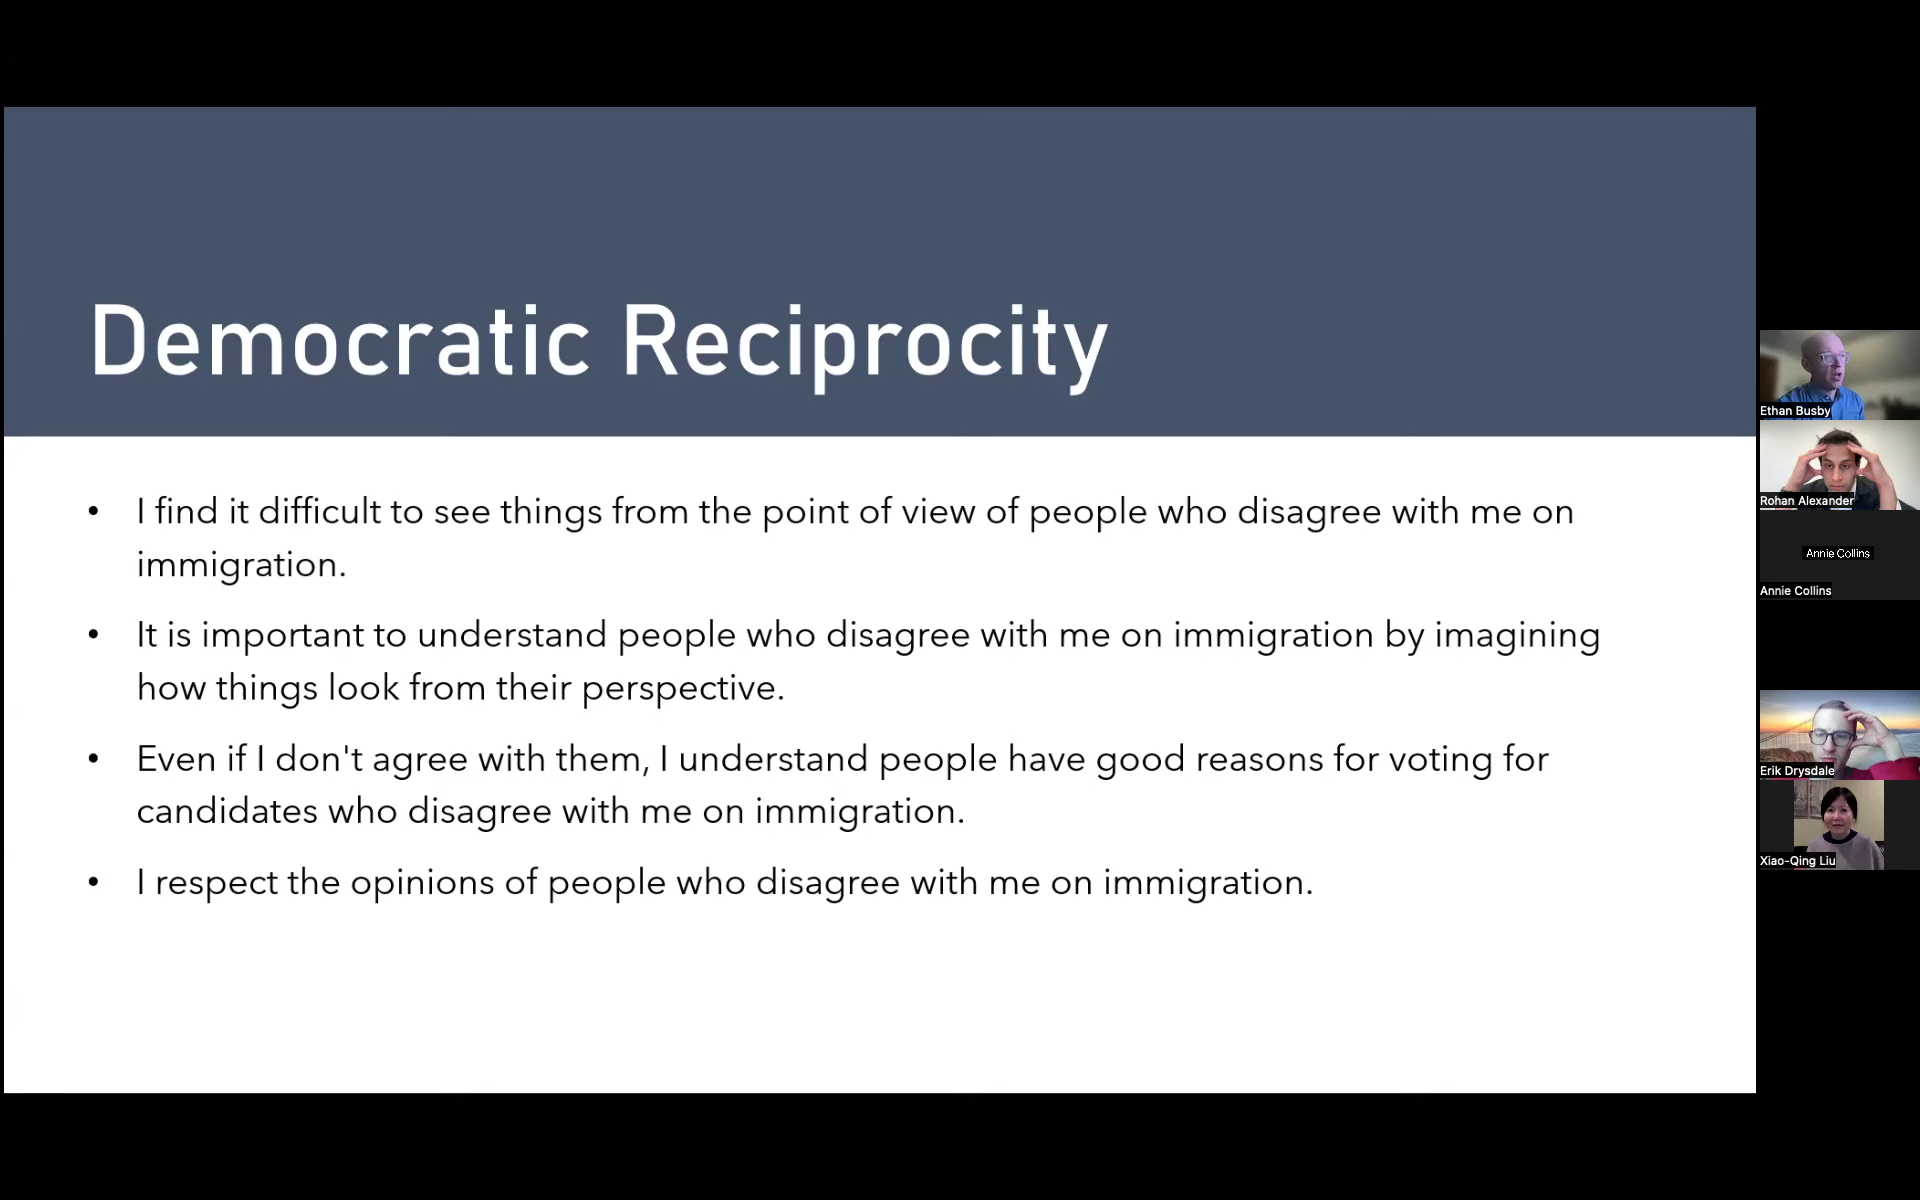 Democratic Reciprocity
• I find it difficult to see things from the point of view of people who disagree with me on
immigration.
• It is important to understand people who disagree with me on immigration by imagining
how things look from their perspective.
• Even if I don't agree with them, I understand people have good reasons for voting for
candidates who disagree with me on immigration.
• I respect the opinions of people who disagree with me on immigration.
Ethan Busby
Rohan Alexander
Annie Collins
Annie Collins
Erik Drysdale
Xiao-Qing Liu